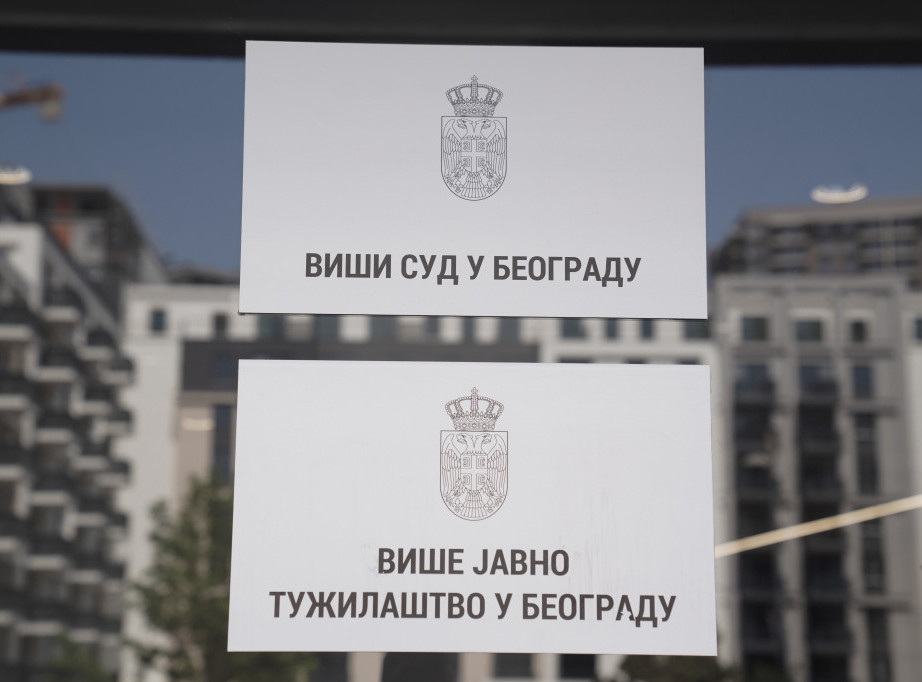 ВИШИ СУД У БЕОГРАДУ
ВИШЕ ЈАВНО
ТУЖИЛАШТВО У БЕОГРАДУ